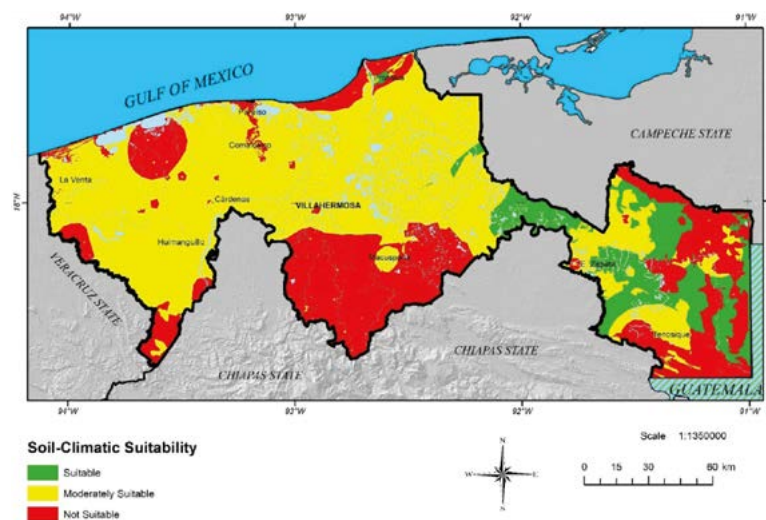 94°W 93°W 92°W 91°W
GULF OF MEXICO
CAMPECHE STATE
Paraiso
Comalcalco
La Venta
18°N
Cárdenas
VILLAHERMOSA
Huimanguillo
Macuspana
E. Zapata
VERACRUZ STATE
Tenosique
CHIAPAS STATE
CHIAPAS STATE
GUATEMALA
94°W 93°W 92°W 91°W
Soil-Climatic Suitability
Suitable
Moderately Suitable
Not Suitable
N
W E
S
Scale 1:1350000
0 15 30 60 km